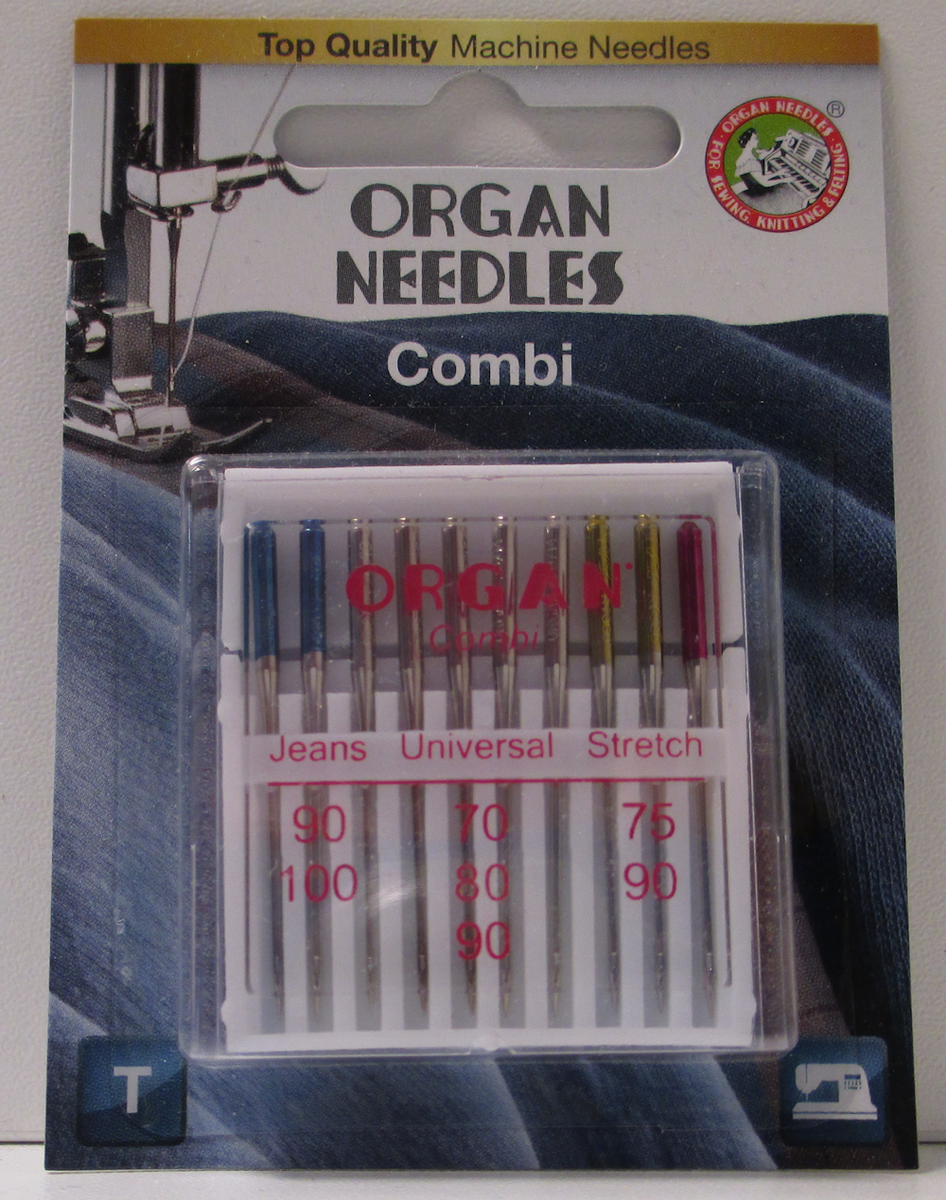 Top Quality Machine Needles
ORGAN NEEDLES
FOR SEWING, KNITTING & FELTING
®
ORGAN
NEEDLES
Combi
ORGAN
Combi
Jeans Universal Stretch
90 70 75
100 80 90
90
T